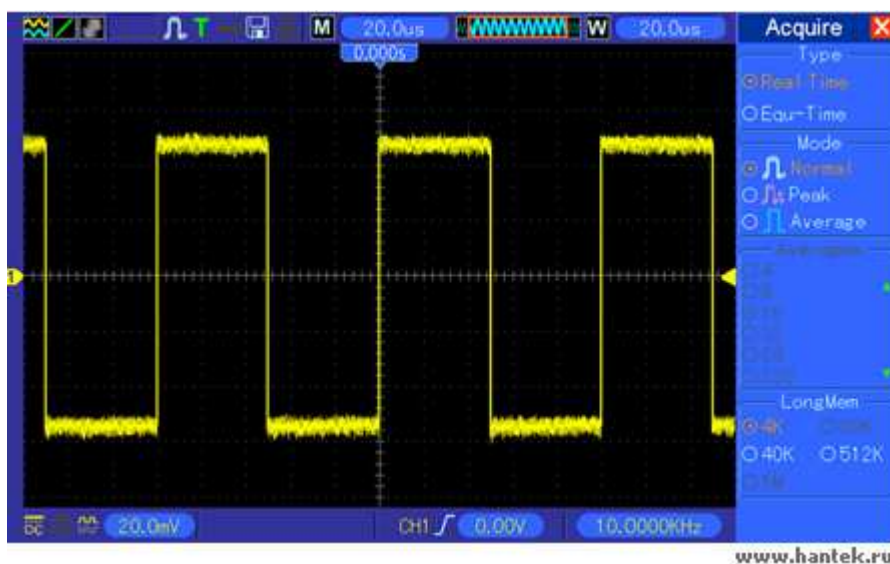 T M 20.0us W 20.0us Acquire X
0.000s
Type
Real Time
Equ-Time
Mode
Normal
Peak
Average
1
LongMem
4K
40K 512K
DC 20.0mV CH1 0.00V 10.0000KHz
www.hantek.ru